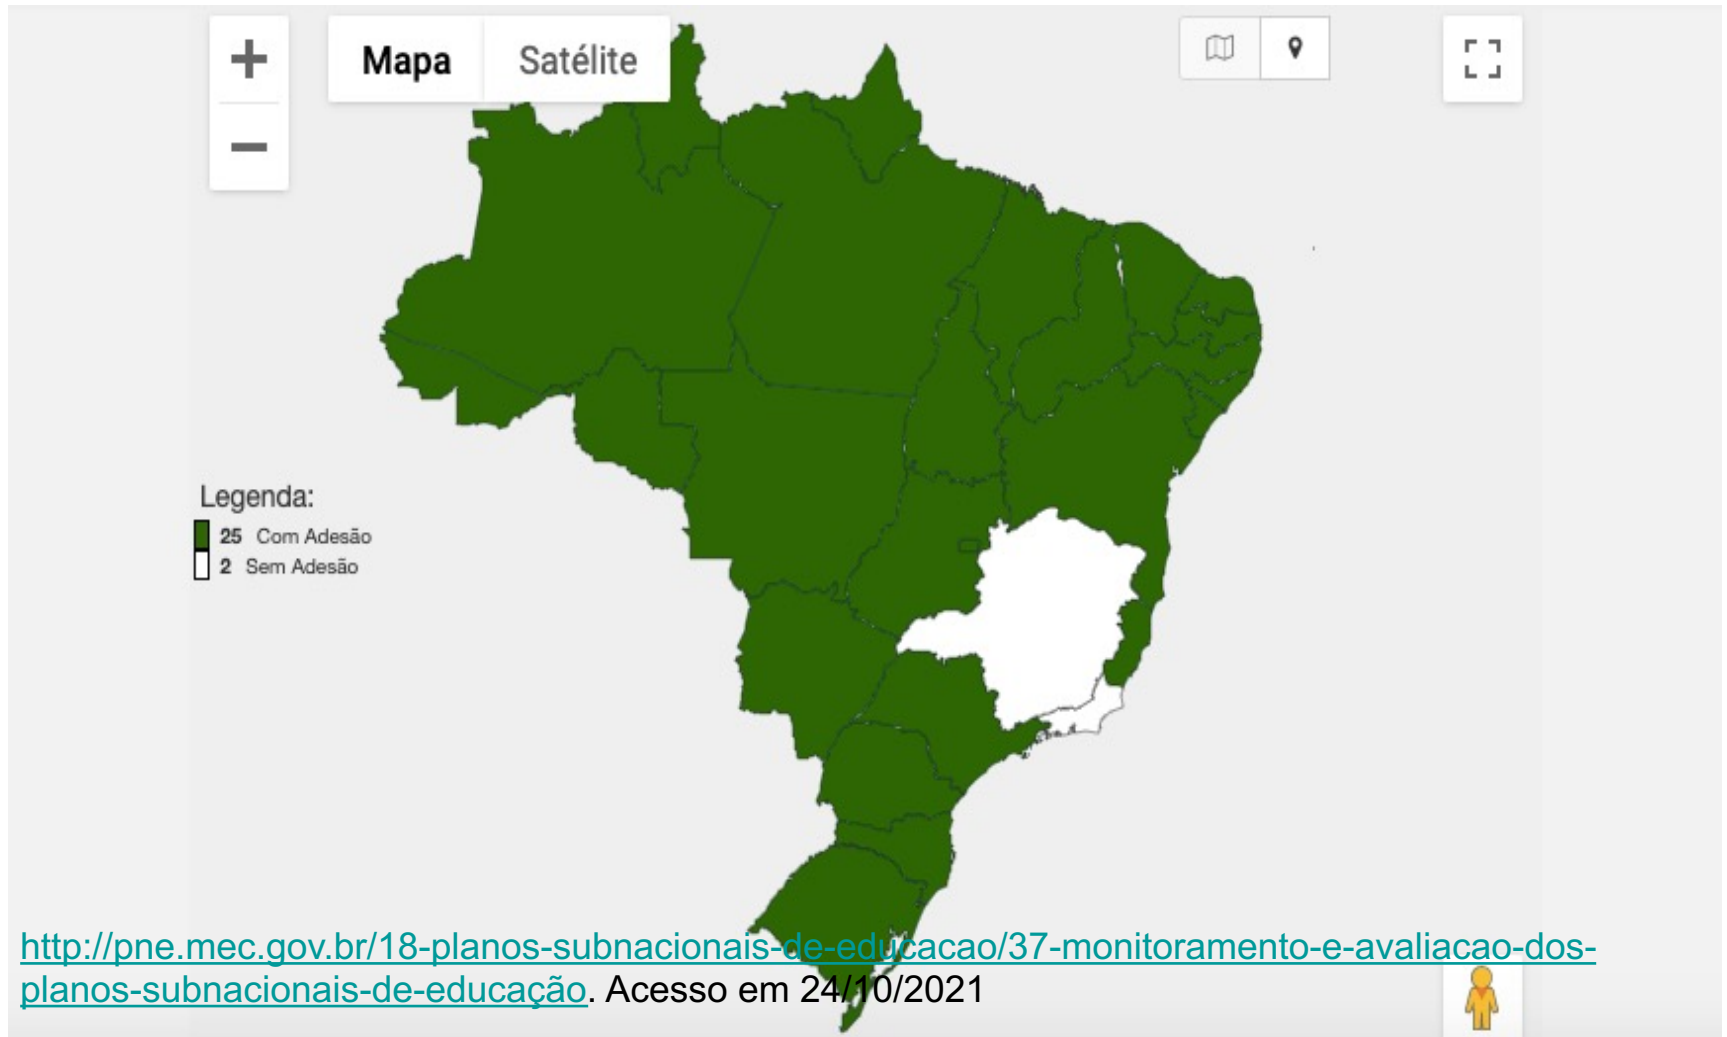 Mapa Satélite
Legenda:
25 Com Adesão
2 Sem Adesão
http://pne.mec.gov.br/18-planos-subnacionais-de-educacao/37-monitoramento-e-avaliacao-dos-
planos-subnacionais-de-educação. Acesso em 24/10/2021